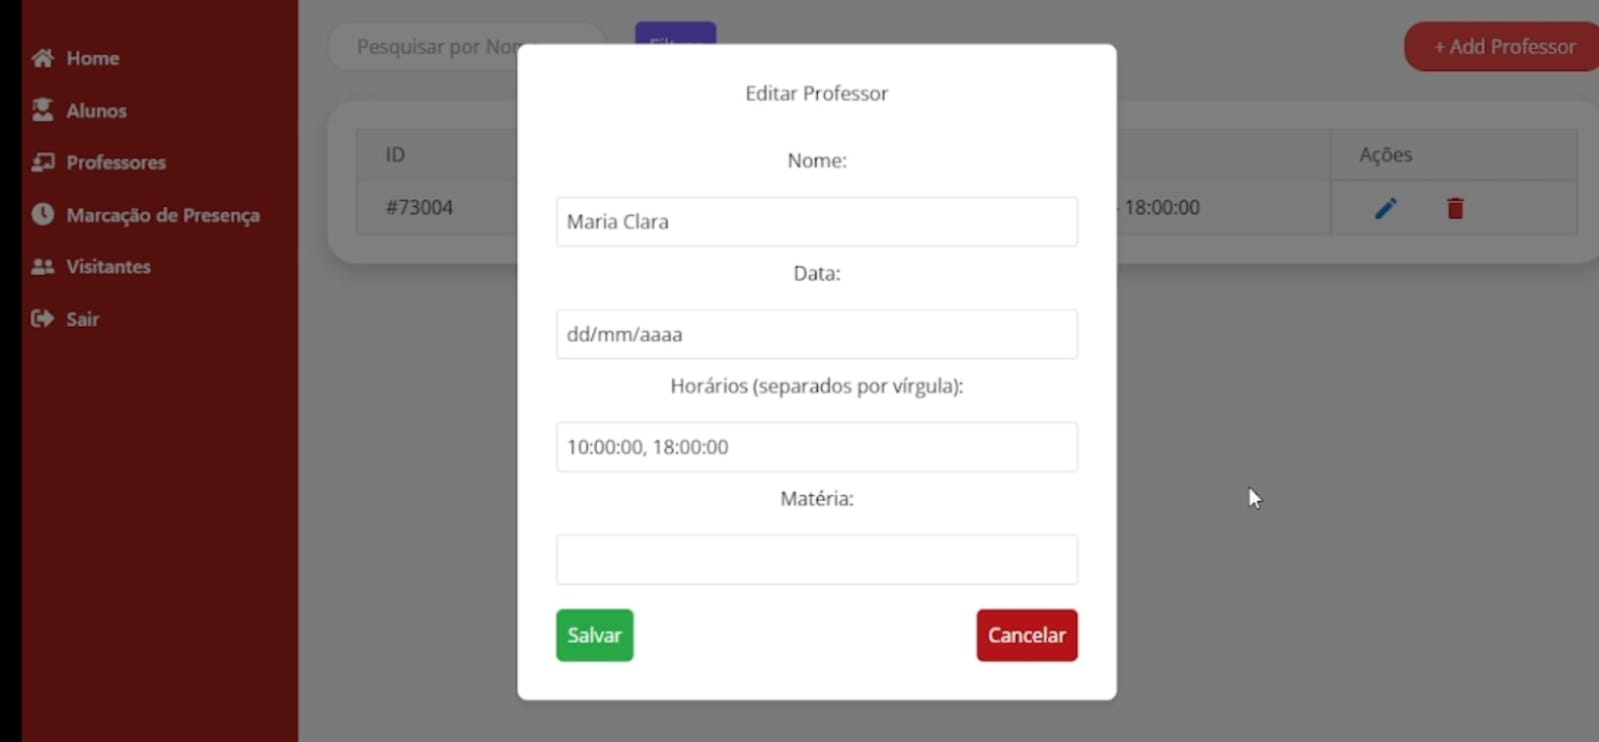 Home
Alunos
Professores
Marcação de Presença
Visitantes
Sair
Pesquisar por
+ Add Professor
ID
Ações
#73004
18:00:00
Editar Professor
Nome:
Maria Clara
Data:
dd/mm/aaaa
Horários (separados por vírgula):
10:00:00, 18:00:00
Matéria:
Salvar
Cancelar